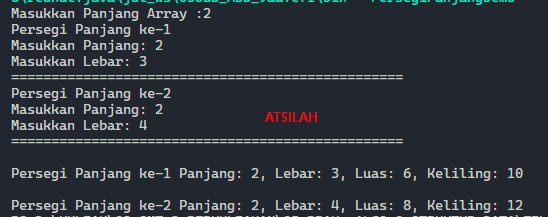 Masukkan Panjang Array :2
Persegi Panjang ke-1
Masukkan Panjang: 2
Masukkan Lebar: 3
=================================================
Persegi Panjang ke-2
Masukkan Panjang: 2
Masukkan Lebar: 4
ATSILAH
=================================================
Persegi Panjang ke-1 Panjang: 2, Lebar: 3, Luas: 6, Keliling: 10
Persegi Panjang ke-2 Panjang: 2, Lebar: 4, Luas: 8, Keliling: 12